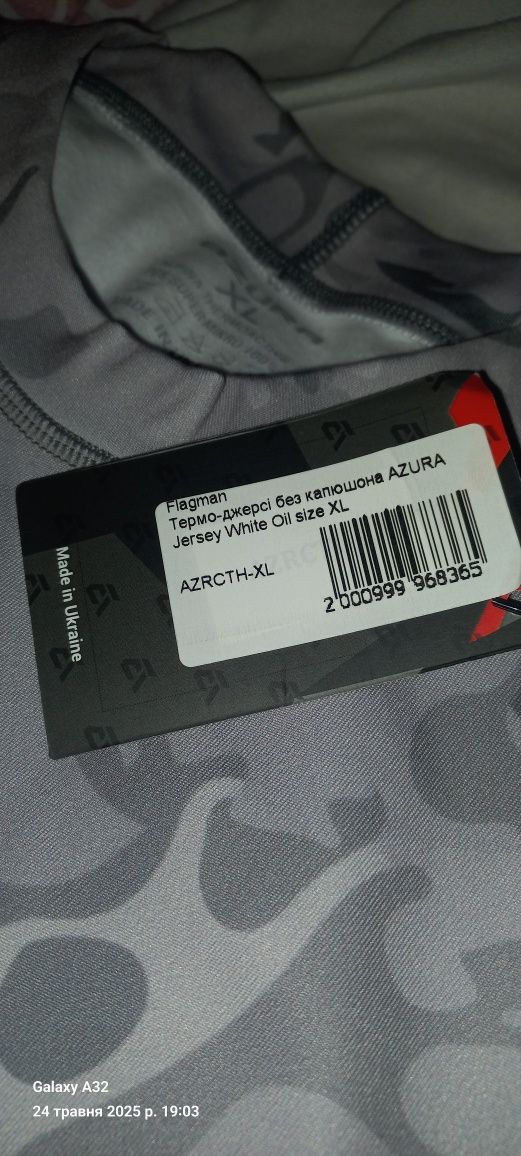 XL
Made in Ukraine
Flagman
Термо-джерсі без капюшона AZURA
Jersey White Oil size XL
AZRCTH-XL
2 000999 968365
Galaxy A32
24 травня 2025 р. 19:03